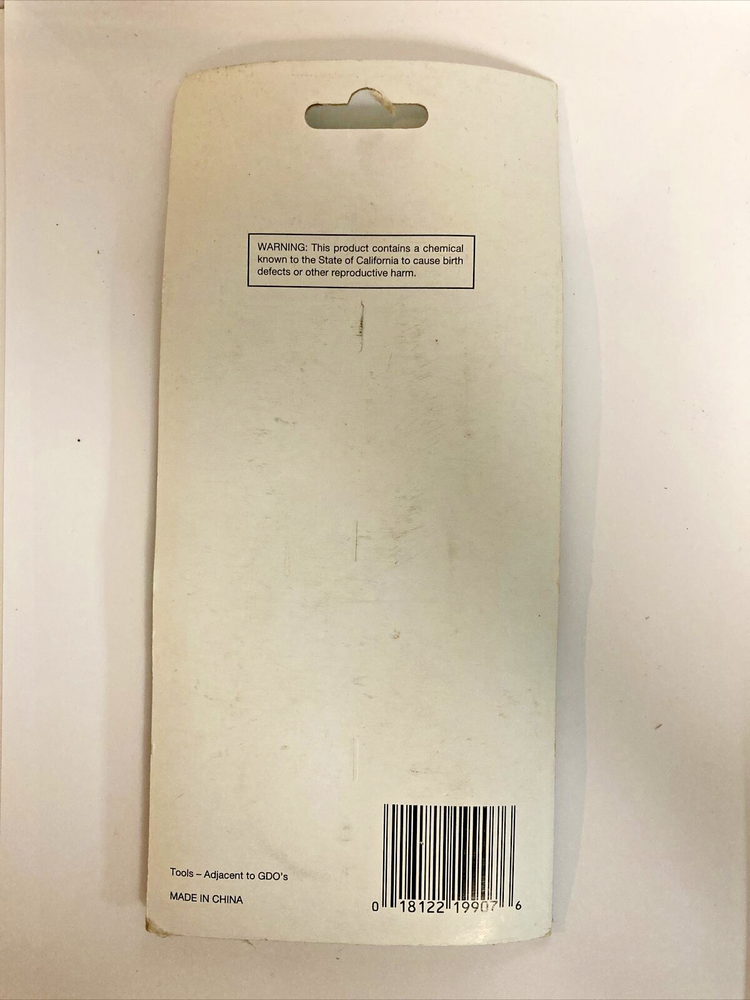 WARNING: This product contains a chemical
known to the State of California to cause birth
defects or other reproductive harm.
Tools – Adjacent to GDO's
MADE IN CHINA
0 18122 19907 6